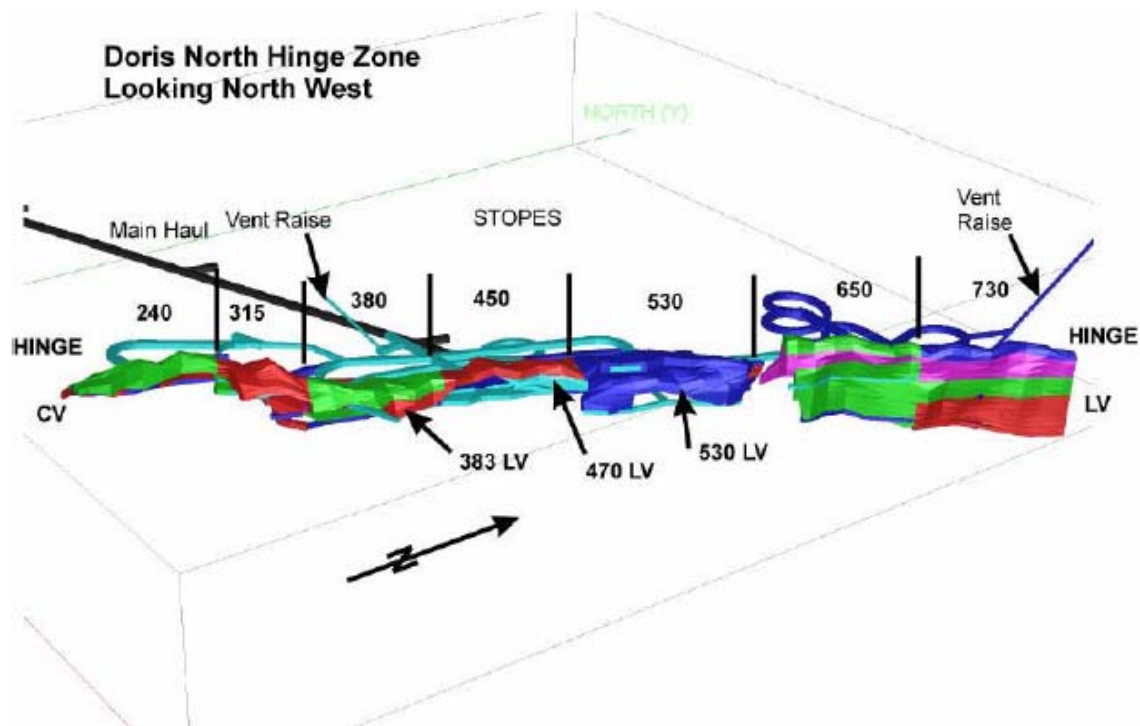 Doris North Hinge Zone
Looking North West
NORTH (Y)
Main Haul
Vent Raise
STOPES
Vent
Raise
240
315
380
450
530
650
730
HINGE
HINGE
CV
LV
383 LV
470 LV
530 LV
N